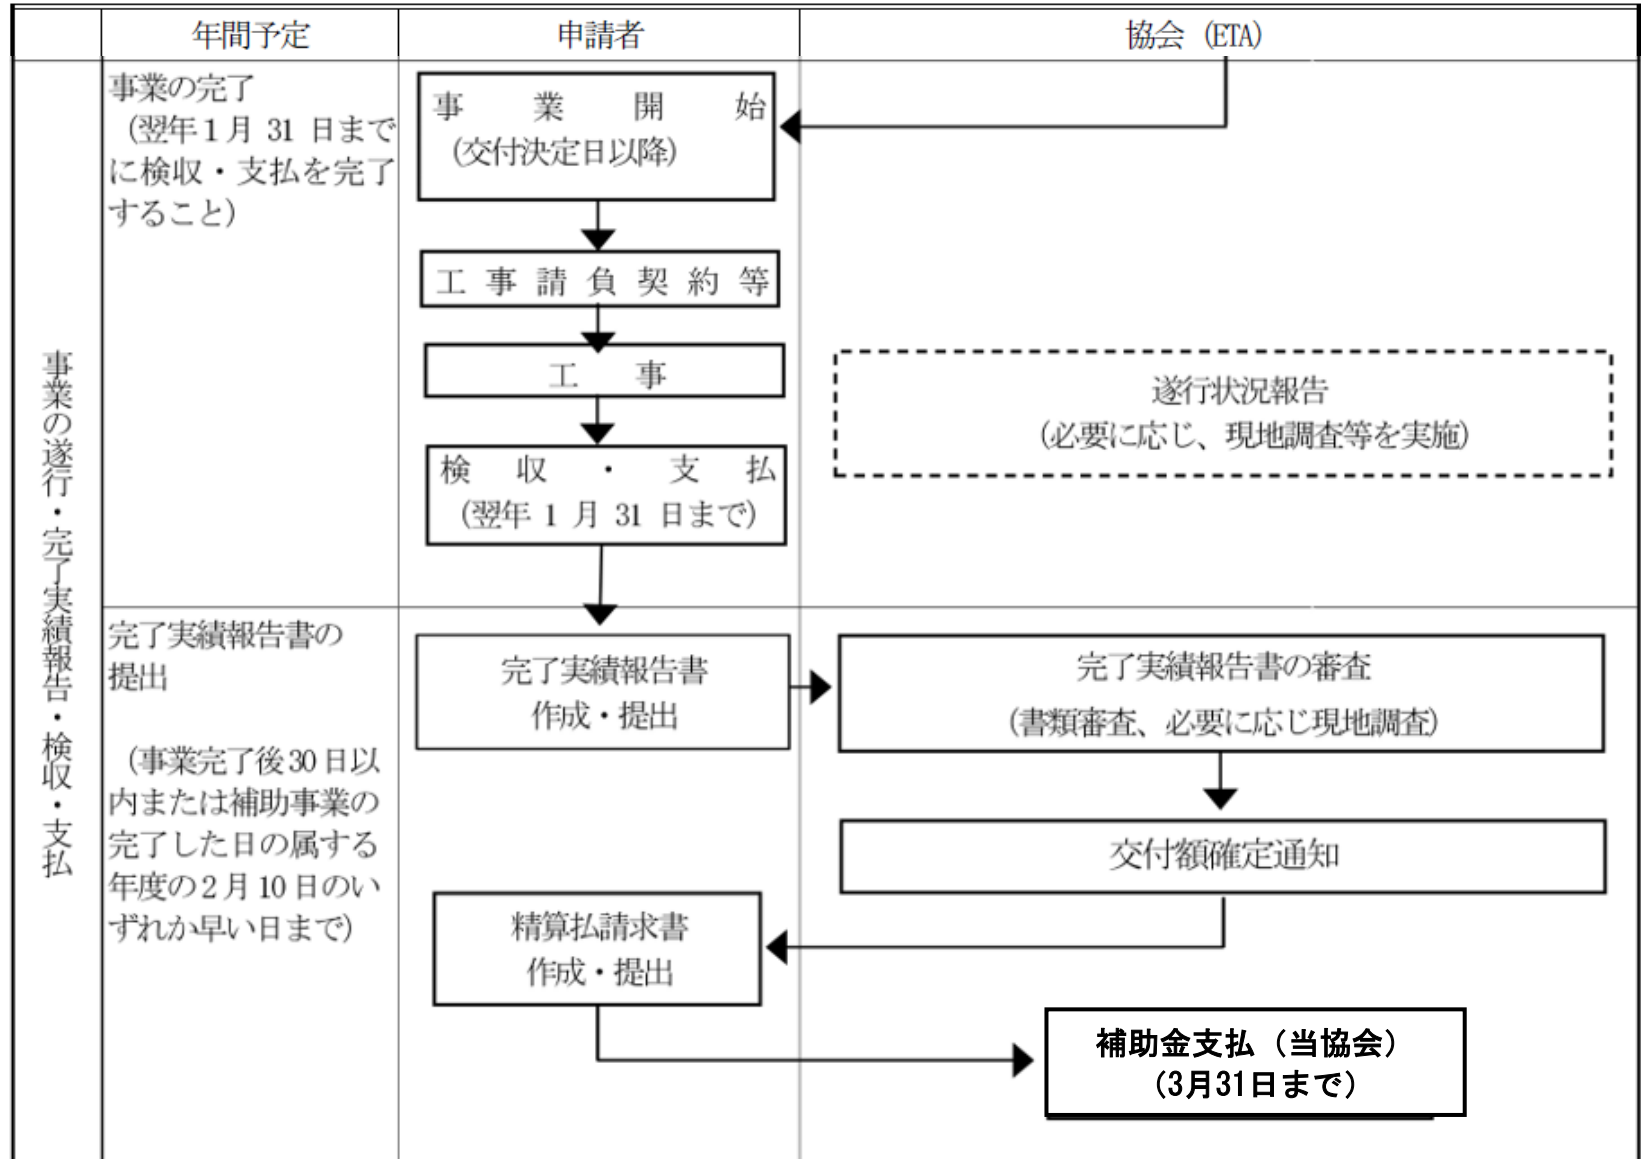 年間予定
申請者
協会（ETA）
事業の遂行・完了実績報告・検収・支払
事業の完了
（翌年１月 31 日まで
に検収・支払を完了
すること）
事業開始
（交付決定日以降）
工事請負契約等
工事
検収・支払
（翌年 1 月 31 日まで）
遂行状況報告
（必要に応じ、現地調査等を実施）
完了実績報告書の
提出
（事業完了後30日以
内または補助事業の
完了した日の属する
年度の2月10日のい
ずれか早い日まで）
完了実績報告書
作成・提出
完了実績報告書の審査
（書類審査、必要に応じ現地調査）
交付額確定通知
精算払請求書
作成・提出
補助金支払（当協会）
（3月31日まで）